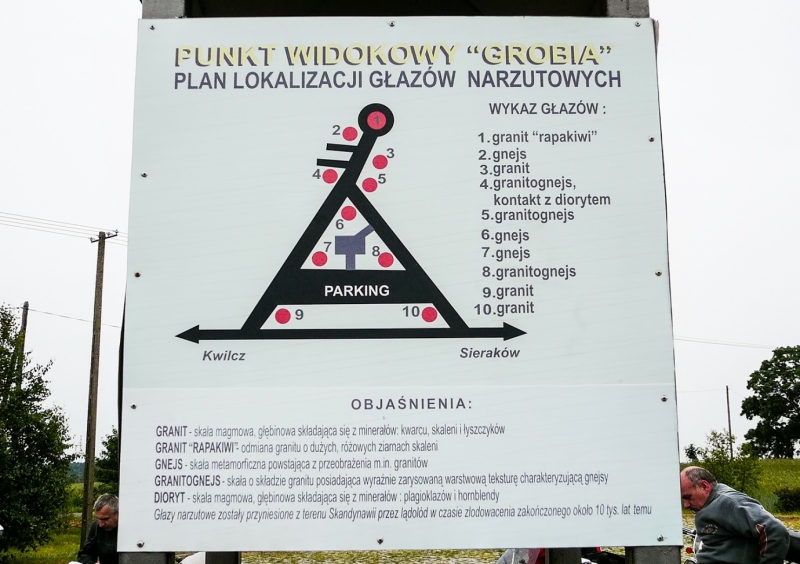 PUNKT WIDOKOWY "GROBIA"
PLAN LOKALIZACJI GŁAZÓW NARZUTOWYCH
WYKAZ GŁAZÓW :
1. granit "rapakiwi"
2. gnejs
3. granit
4. granitognejs,
kontakt z diorytem
5. granitognejs
6. gnejs
7. gnejs
8. granitognejs
9. granit
10. granit
1
2
3
4
5
6
7
8
PARKING
9
10
Kwilcz
Sieraków
OBJAŚNIENIA:
GRANIT - skała magmowa, głębinowa składająca się z minerałów: kwarcu, skaleni i łyszczyków
GRANIT "RAPAKIWI"- odmiana granitu o dużych, różowych ziarnach skaleni
GNEJS - skała metamorficzna powstająca z przeobrażenia m.in. granitów
GRANITOGNEJS - skała o składzie granitu posiadająca wyraźnie zarysowaną warstwową teksturę charakteryzującą gnejsy
DIORYT - skała magmowa, głębinowa składająca się z minerałów : plagioklazów i hornblendy
Głazy narzutowe zostały przyniesione z terenu Skandynawii przez lądolód w czasie zlodowacenia zakończonego około 10 tys. lat temu